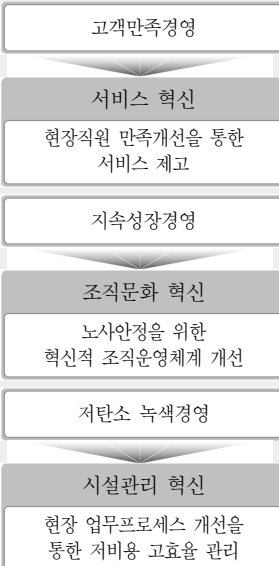 고객만족경영
서비스 혁신
현장직원 만족개선을 통한
서비스 제고
지속성장경영
조직문화 혁신
노사안정을 위한
혁신적 조직운영체계 개선
저탄소 녹색경영
시설관리 혁신
현장 업무프로세스 개선을
통한 저비용 고효율 관리